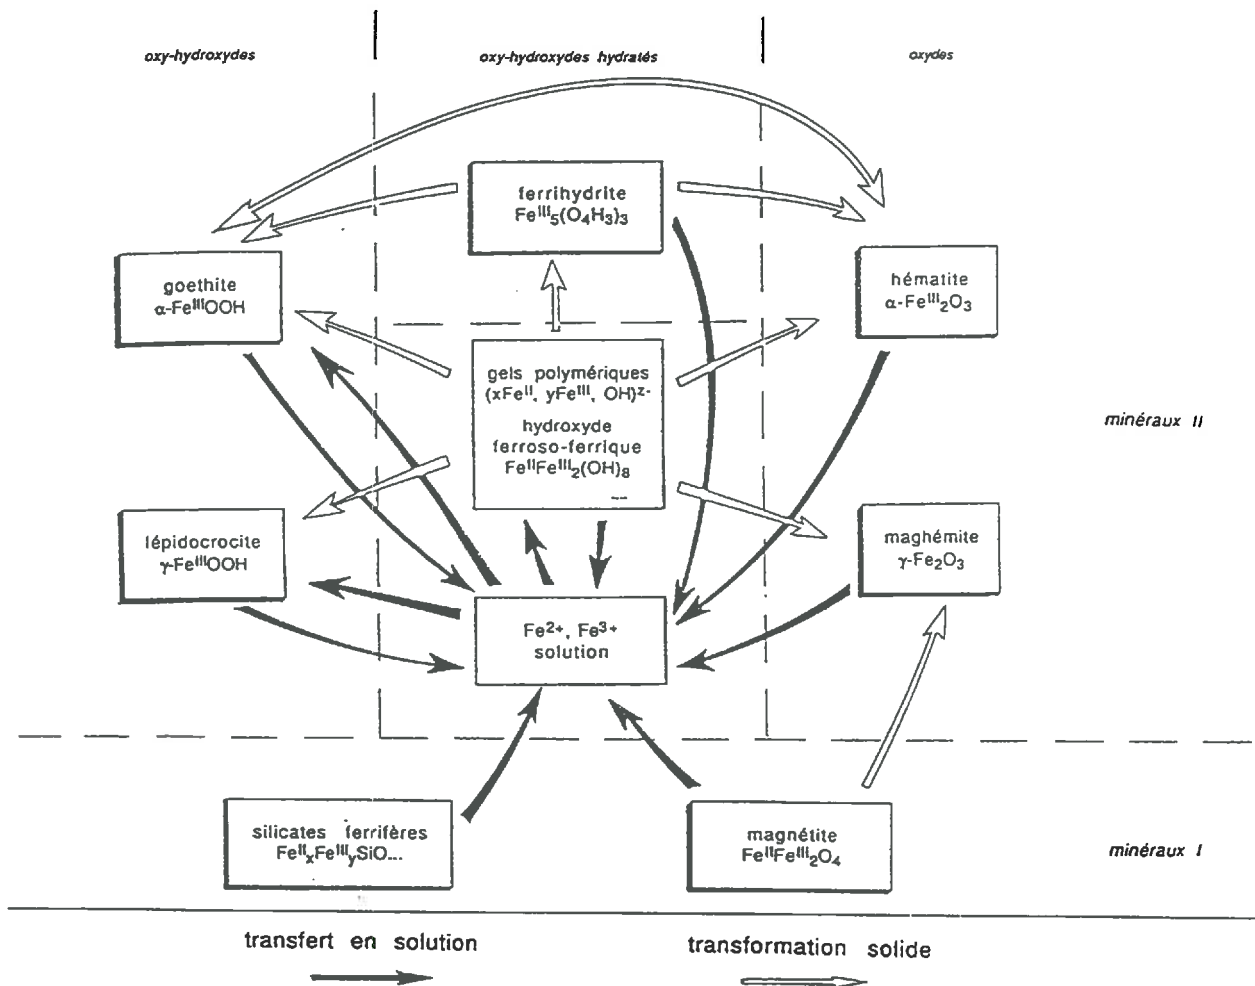 oxy-hydroxydes
oxy-hydroxydes hydratés
oxydes
ferrihydrite
Feᴵᴵᴵ₅(O₄H₃)₃
goethite
α-FeᴵᴵᴵOOH
hématite
α-Feᴵᴵᴵ₂O₃
gels polymériques
(xFeᴵᴵ, yFeᴵᴵᴵ, OH)ᶻ⁻
hydroxyde
ferroso-ferrique
FeᴵᴵFeᴵᴵᴵ₂(OH)₈
minéraux II
lépidocrocite
γ-FeᴵᴵᴵOOH
maghémite
γ-Fe₂O₃
Fe²⁺, Fe³⁺
solution
silicates ferrifères
FeᴵᴵₓFeᴵᴵᴵᵧSiO...
magnétite
FeᴵᴵFeᴵᴵᴵ₂O₄
minéraux I
transfert en solution
transformation solide